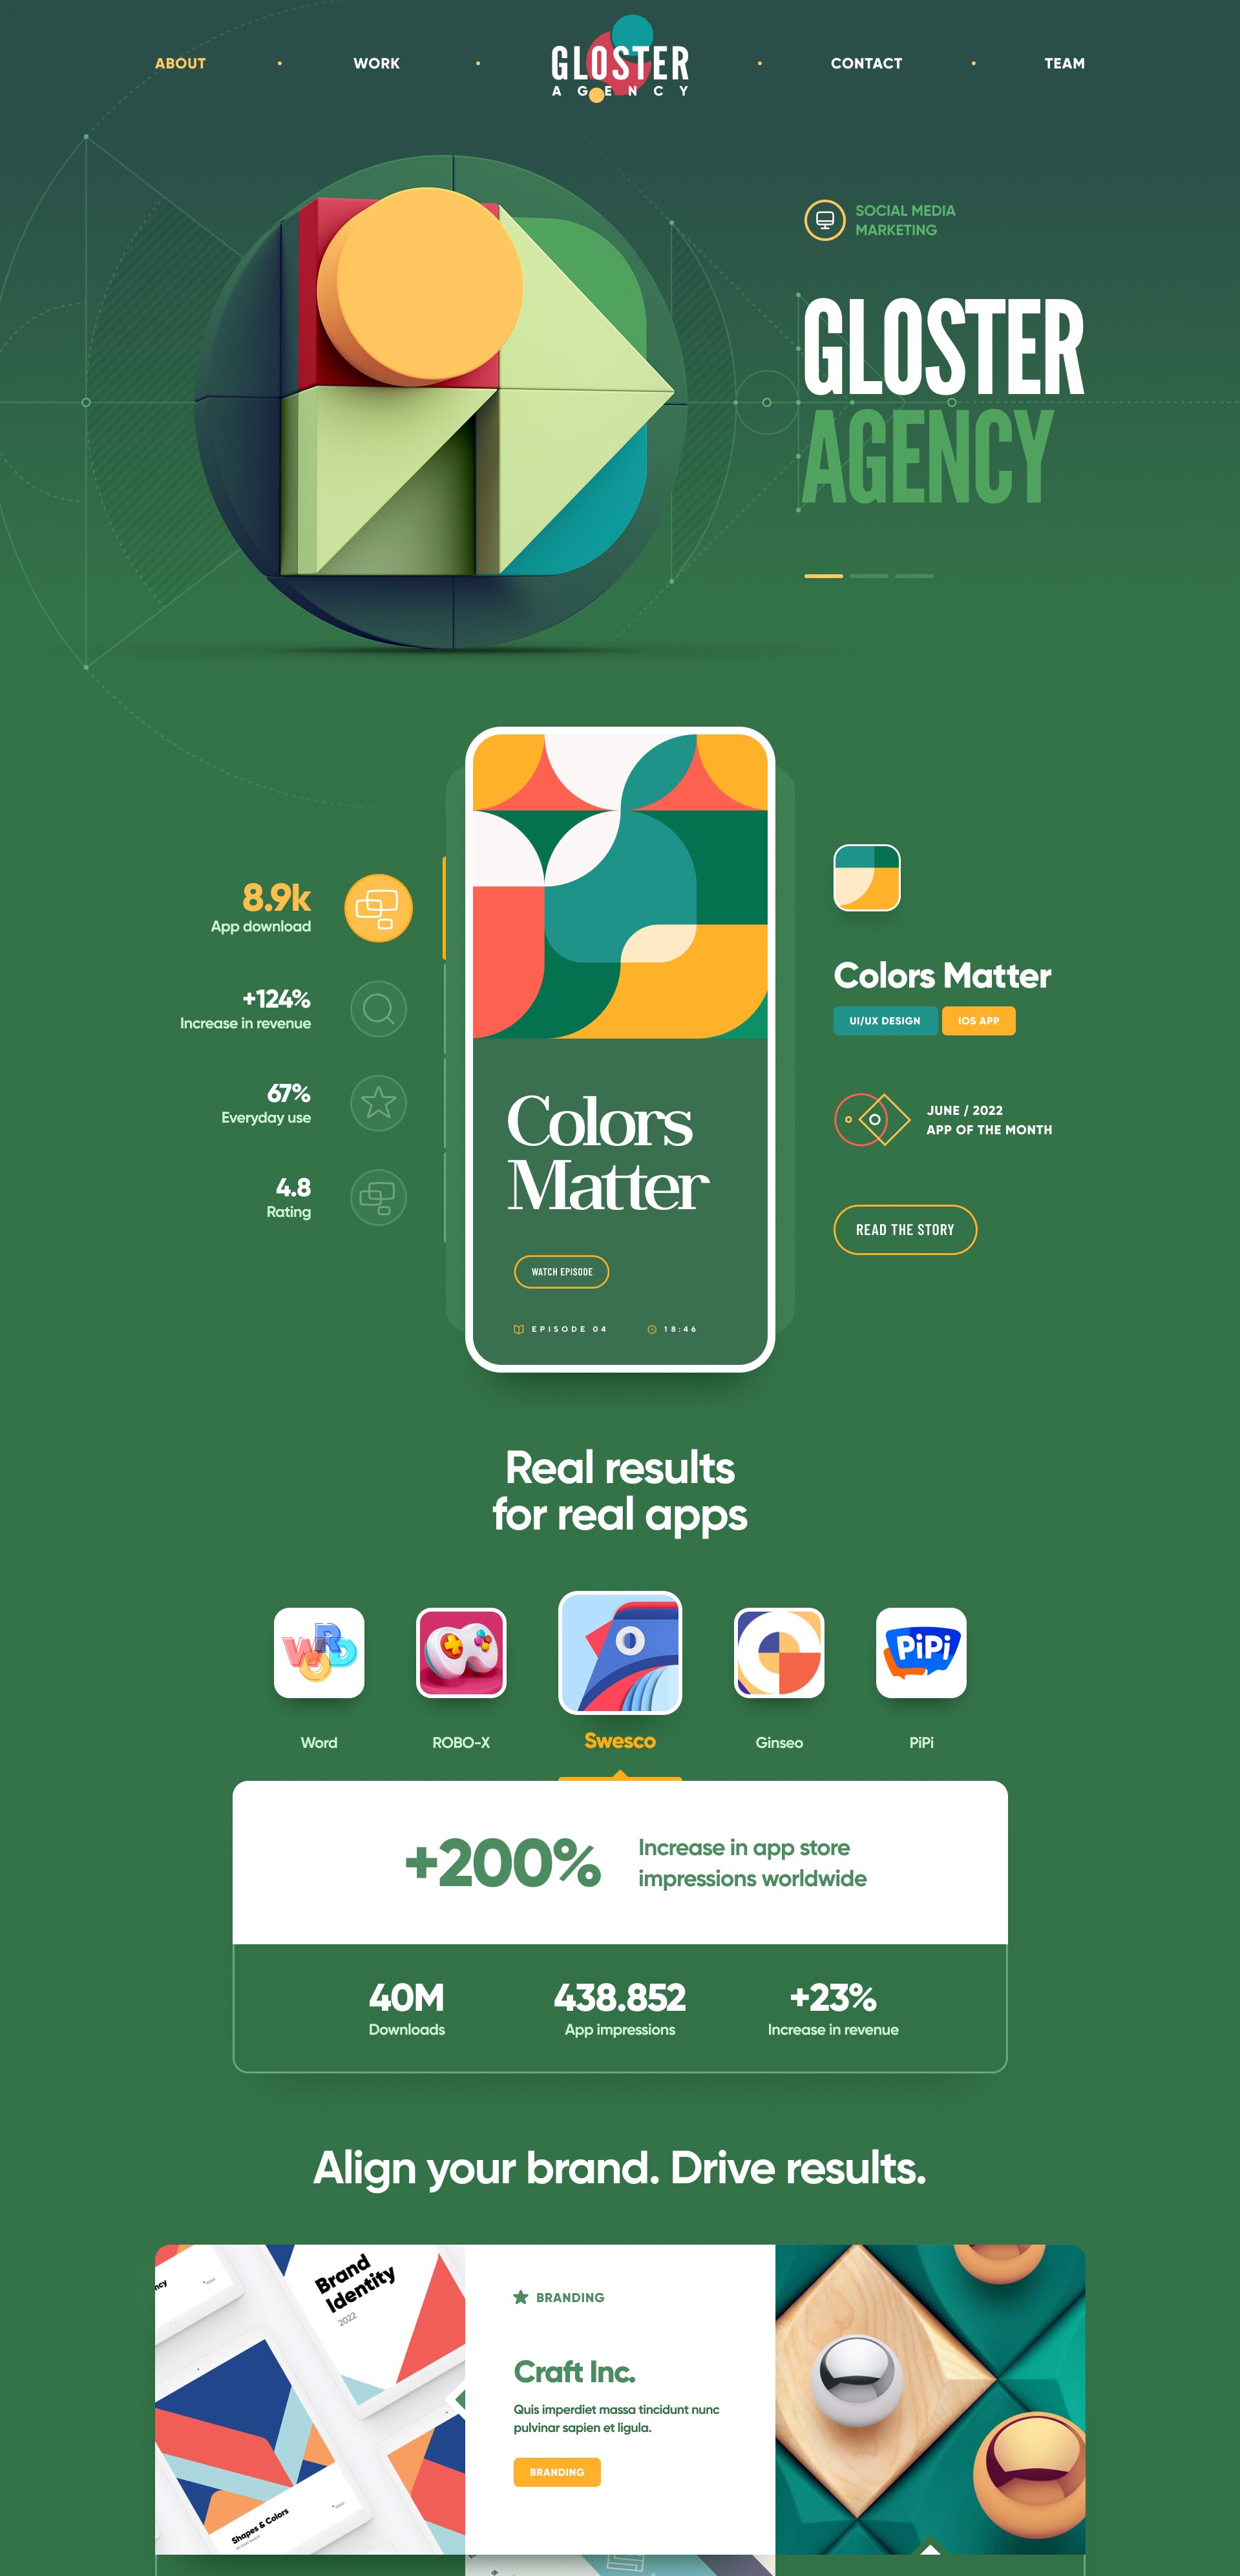 ABOUT
WORK
GLOSTER
AGENCY
CONTACT
TEAM
SOCIAL MEDIA
MARKETING
GLOSTER
AGENCY
8.9k
App download
+124%
Increase in revenue
67%
Everyday use
4.8
Rating
Colors
Matter
WATCH EPISODE
EPISODE 04
18:46
Colors Matter
UI/UX DESIGN
IOS APP
JUNE / 2022
APP OF THE MONTH
READ THE STORY
Real results
for real apps
WORD
PiPi
Word
ROBO-X
Swesco
Ginseo
PiPi
+200%
Increase in app store
impressions worldwide
40M
Downloads
438.852
App impressions
+23%
Increase in revenue
Align your brand. Drive results.
Brand
Identity
2022
Shapes & Colors
BRANDING
Craft Inc.
Quis imperdiet massa tincidunt nunc
pulvinar sapien et ligula.
BRANDING